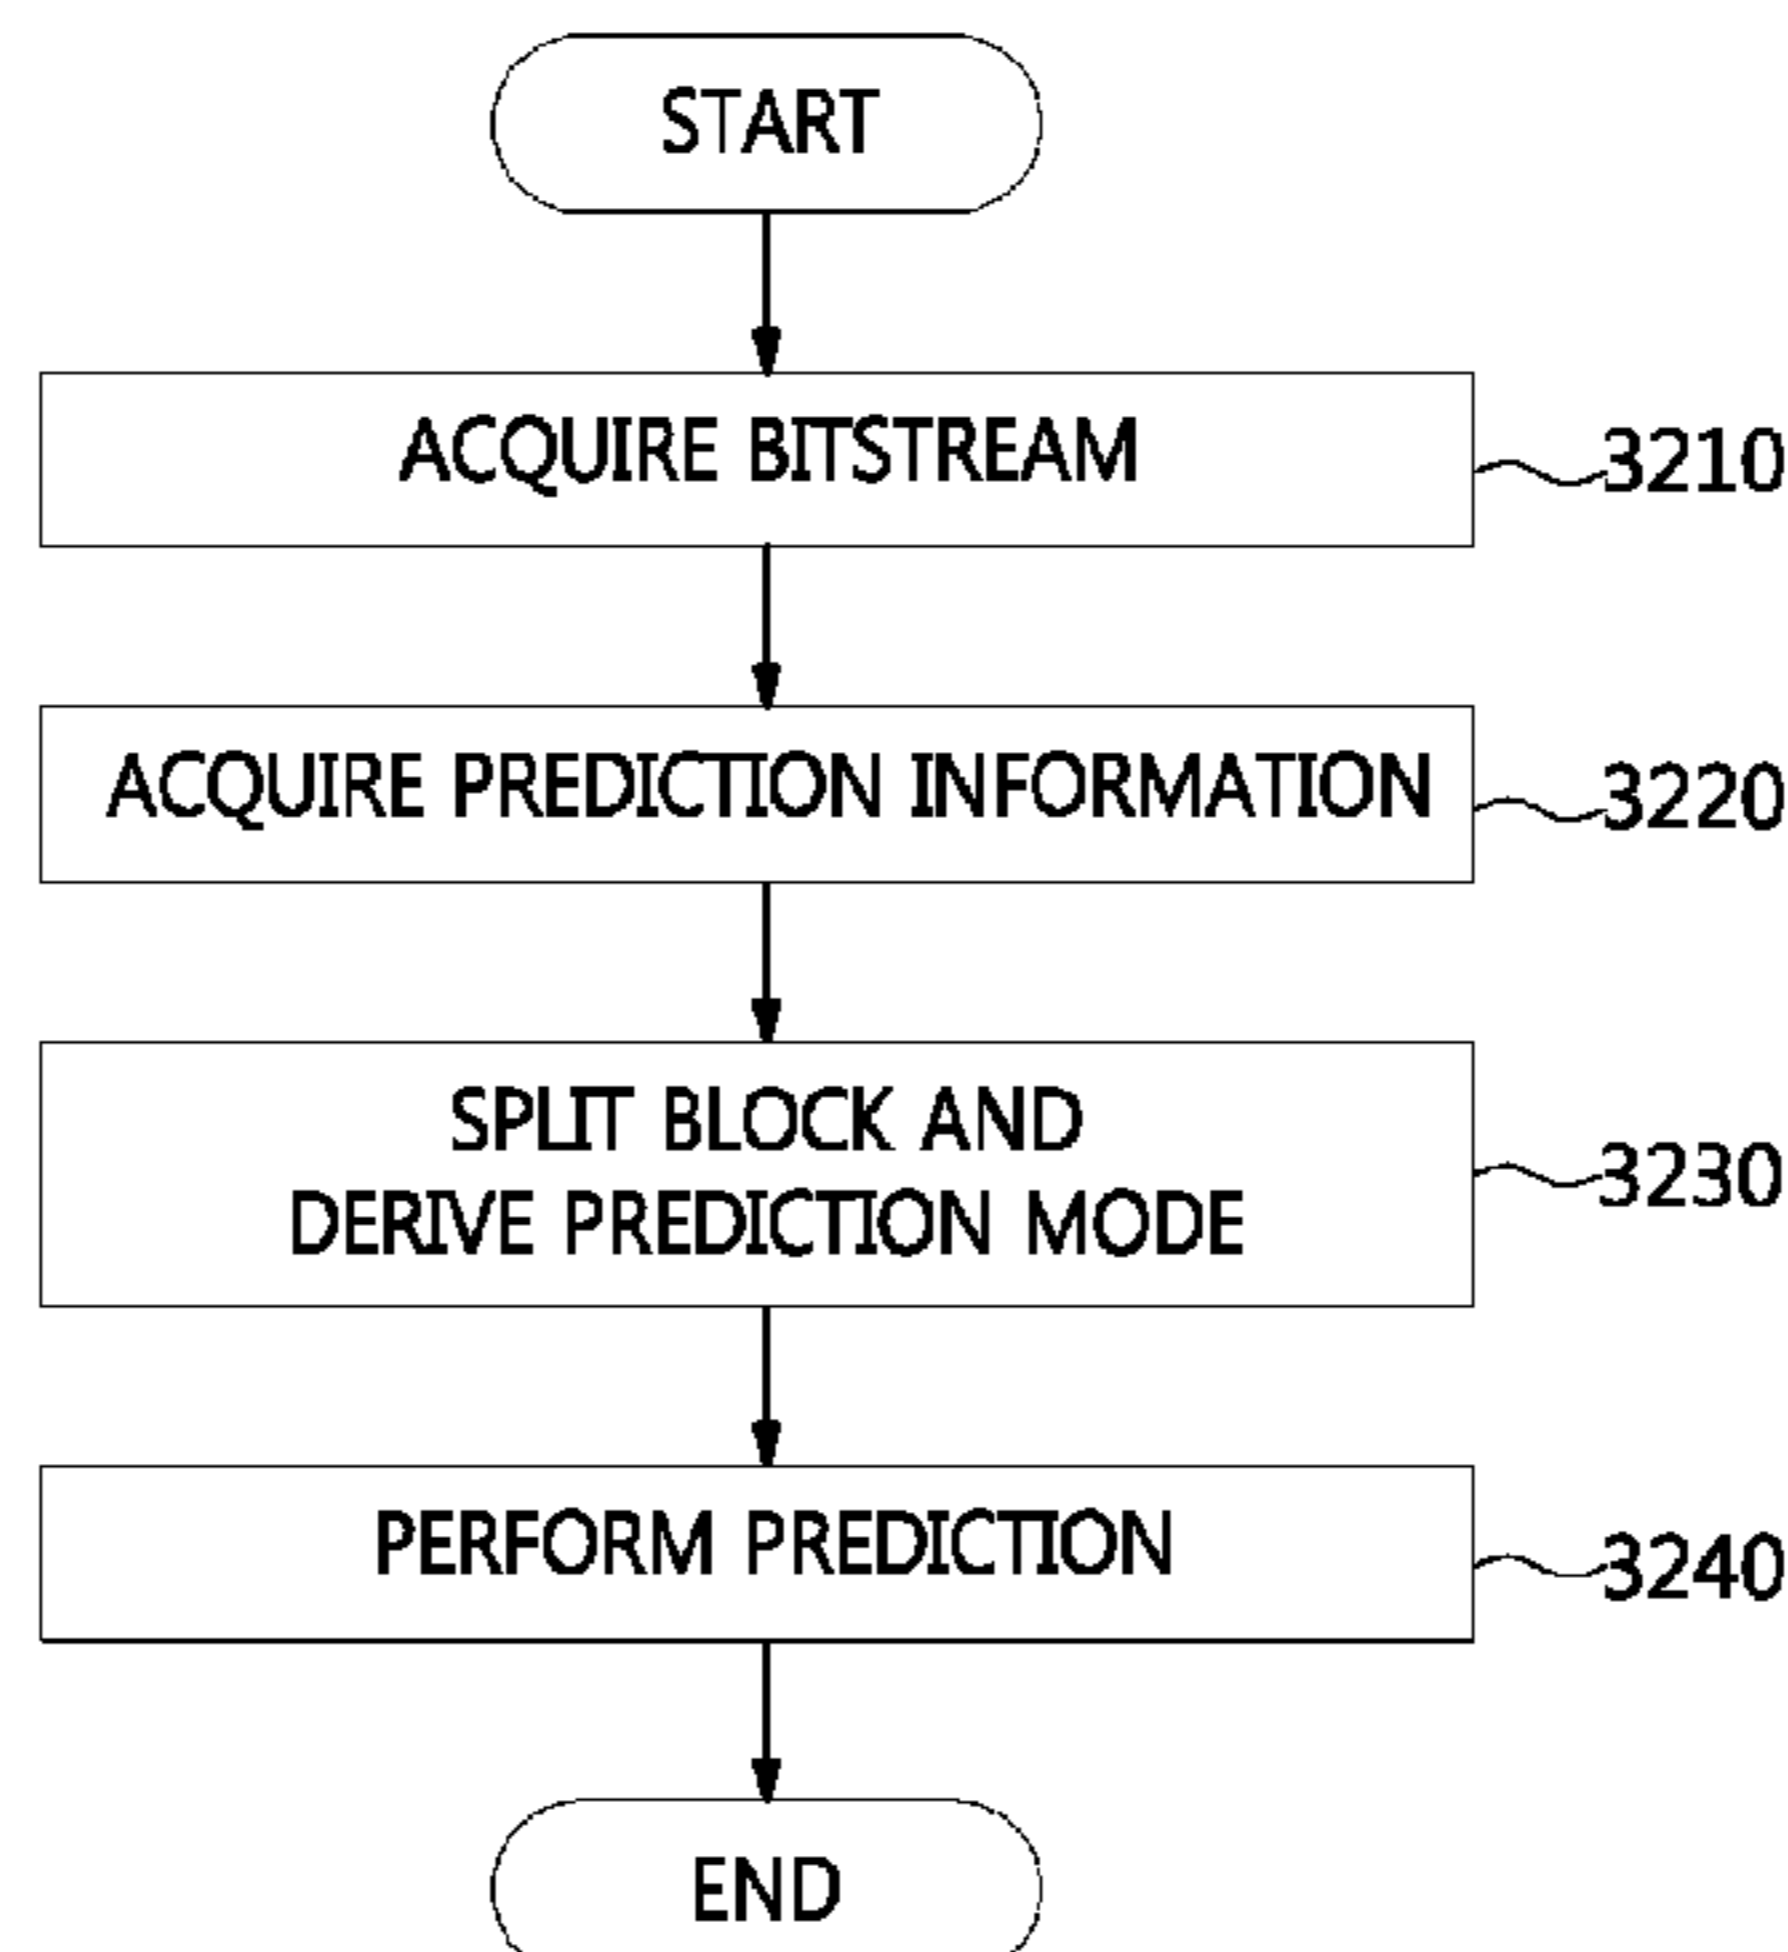 START
ACQUIRE BITSTREAM
3210
ACQUIRE PREDICTION INFORMATION
3220
SPLIT BLOCK AND
DERIVE PREDICTION MODE
3230
PERFORM PREDICTION
3240
END